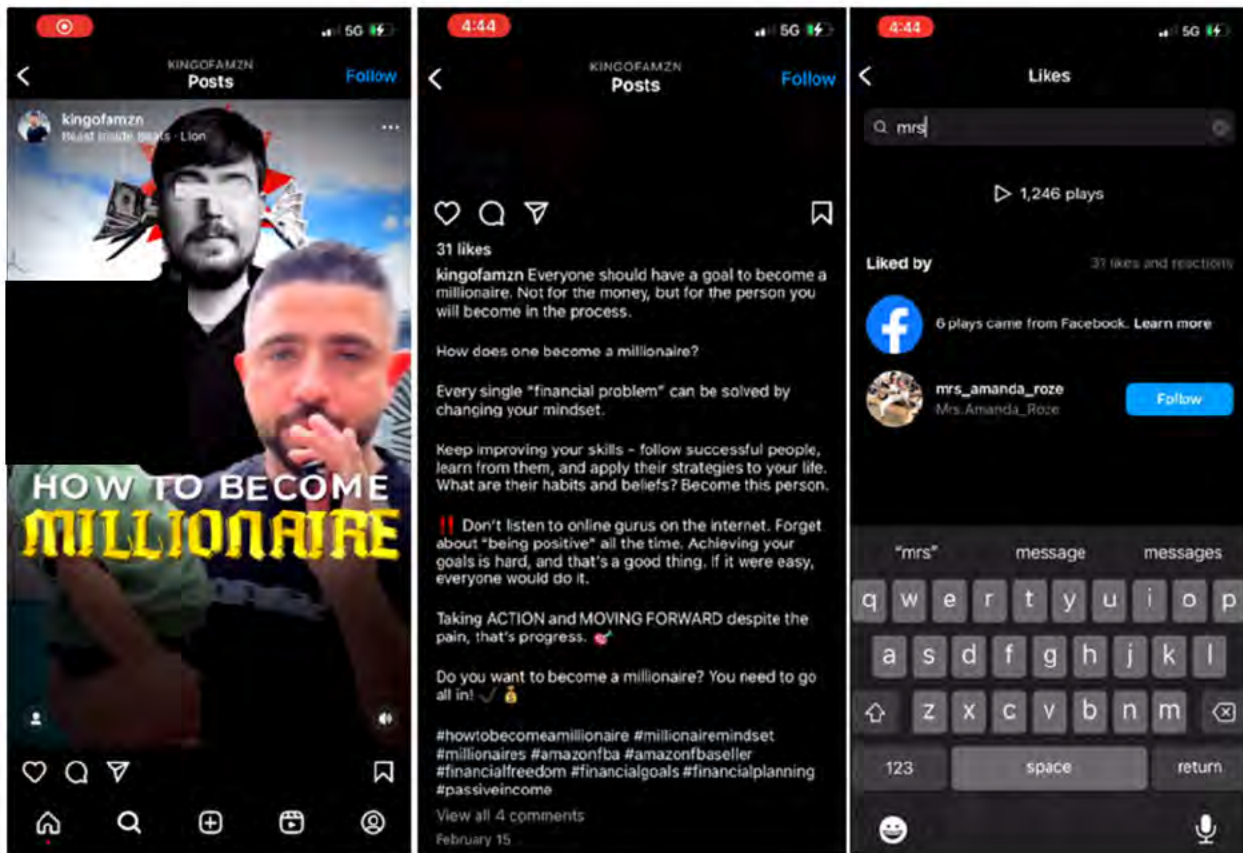 5G
KINGOFAMZN
Posts
Follow
kingofamzn
Beast Inside Beats · Lion
HOW TO BECOME
MILLIONAIRE
4:44
5G
KINGOFAMZN
Posts
Follow
31 likes
kingofamzn Everyone should have a goal to become a
millionaire. Not for the money, but for the person you
will become in the process.
How does one become a millionaire?
Every single "financial problem" can be solved by
changing your mindset.
Keep improving your skills - follow successful people,
learn from them, and apply their strategies to your life.
What are their habits and beliefs? Become this person.
‼️ Don't listen to online gurus on the internet. Forget
about "being positive" all the time. Achieving your
goals is hard, and that's a good thing. If it were easy,
everyone would do it.
Taking ACTION and MOVING FORWARD despite the
pain, that's progress. 🎯
Do you want to become a millionaire? You need to go
all in! ✓ 💰
#howtobecomeamillionaire #millionairemindset
#millionaires #amazonfba #amazonfbaseller
#financialfreedom #financialgoals #financialplanning
#passiveincome
View all 4 comments
February 15
4:44
5G
Likes
mrs
1,246 plays
Liked by
31 likes and reactions
6 plays came from Facebook. Learn more
mrs_amanda_roze
Mrs.Amanda_Roze
Follow
"mrs"
message
messages
q w e r t y u i o p
a s d f g h j k l
z x c v b n m
123
space
return